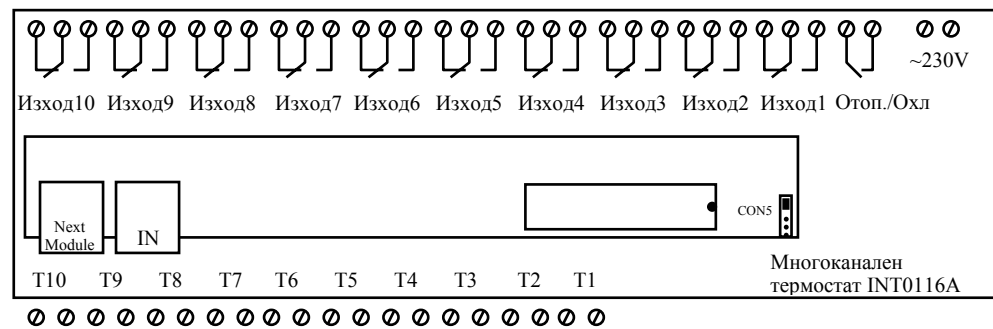 ~230V
Изход10 Изход9 Изход8 Изход7 Изход6 Изход5 Изход4 Изход3 Изход2 Изход1 Отоп./Охл
CON5
Next
Module
IN
T10 T9 T8 T7 T6 T5 T4 T3 T2 T1
Многоканален
термостат INT0116A